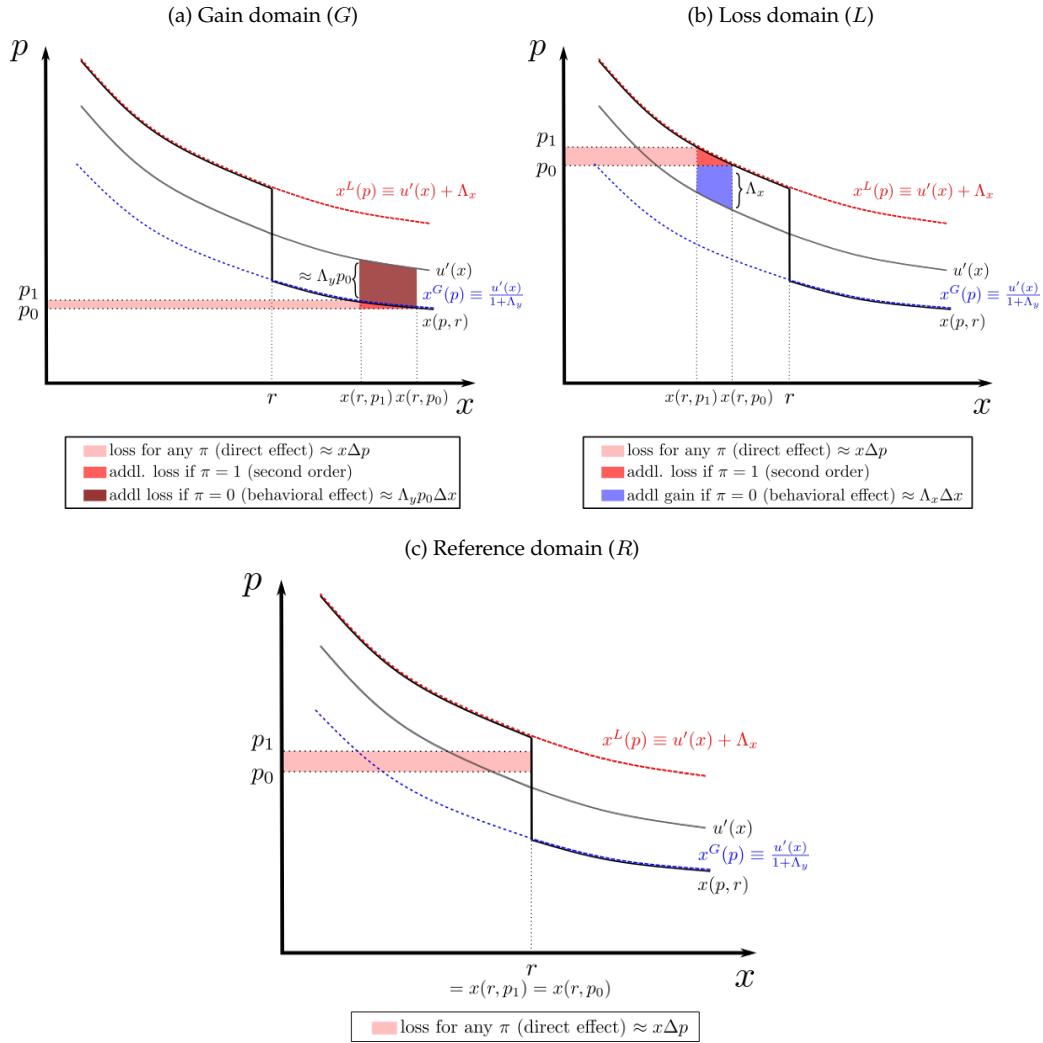 (a) Gain domain (G)
p
x^L(p) ≡ u′(x) + Λ_x
≈ Λ_y p_0
u′(x)
p_1
x^G(p) ≡ u′(x)/(1+Λ_y)
p_0
x(p, r)
r
x(r, p_1) x(r, p_0)
x
loss for any π (direct effect) ≈ xΔp
addl. loss if π = 1 (second order)
addl loss if π = 0 (behavioral effect) ≈ Λ_y p_0 Δx
(b) Loss domain (L)
p
p_1
p_0
Λ_x
x^L(p) ≡ u′(x) + Λ_x
u′(x)
x^G(p) ≡ u′(x)/(1+Λ_y)
x(p, r)
x(r, p_1) x(r, p_0)
r
x
loss for any π (direct effect) ≈ xΔp
addl. loss if π = 1 (second order)
addl gain if π = 0 (behavioral effect) ≈ Λ_x Δx
(c) Reference domain (R)
p
p_1
x^L(p) ≡ u′(x) + Λ_x
p_0
u′(x)
x^G(p) ≡ u′(x)/(1+Λ_y)
x(p, r)
r
x
= x(r, p_1) = x(r, p_0)
loss for any π (direct effect) ≈ xΔp